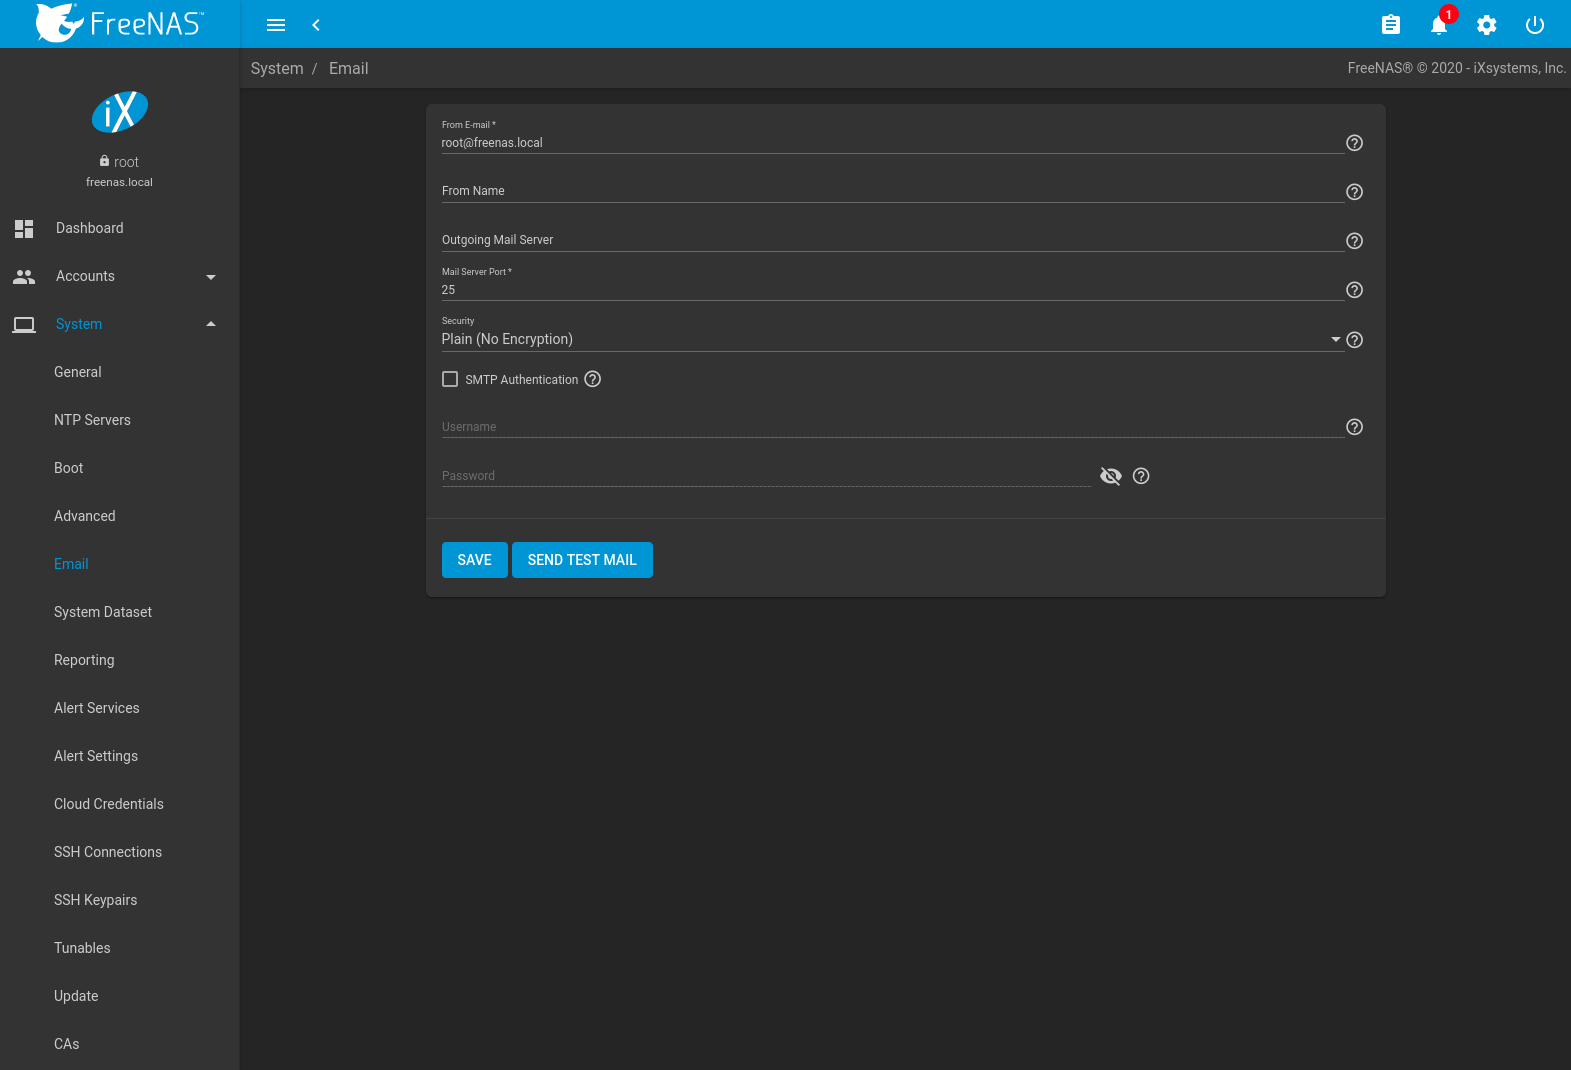 FreeNAS™
1
System / Email
FreeNAS® © 2020 - iXsystems, Inc.
iX
root
freenas.local
Dashboard
Accounts
System
General
NTP Servers
Boot
Advanced
Email
System Dataset
Reporting
Alert Services
Alert Settings
Cloud Credentials
SSH Connections
SSH Keypairs
Tunables
Update
CAs
From E-mail *
root@freenas.local
From Name
Outgoing Mail Server
Mail Server Port *
25
Security
Plain (No Encryption)
SMTP Authentication
Username
Password
SAVE
SEND TEST MAIL